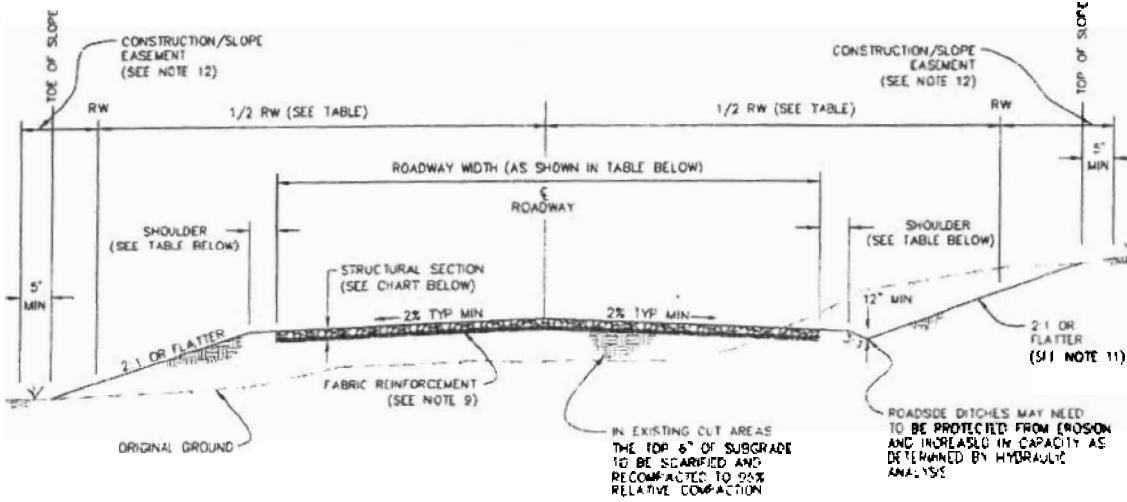 TOE OF SLOPE
CONSTRUCTION/SLOPE
EASEMENT
(SEE NOTE 12)
CONSTRUCTION/SLOPE
EASEMENT
(SEE NOTE 12)
TOP OF SLOPE
RW
1/2 RW (SEE TABLE)
1/2 RW (SEE TABLE)
RW
MIN
ROADWAY WIDTH (AS SHOWN IN TABLE BELOW)
℄
ROADWAY
SHOULDER
(SEE TABLE BELOW)
SHOULDER
(SEE TABLE BELOW)
STRUCTURAL SECTION
(SEE CHART BELOW)
5'
MIN
12" MIN
2% TYP MIN
2% TYP MIN
2:1 OR FLATTER
2:1
2:1 OR
FLATTER
(SEE NOTE 11)
FABRIC REINFORCEMENT
(SEE NOTE 9)
ORIGINAL GROUND
IN EXISTING CUT AREAS
THE TOP 6" OF SUBGRADE
TO BE SCARIFIED AND
RECOMPACTED TO 95%
RELATIVE COMPACTION
ROADSIDE DITCHES MAY NEED
TO BE PROTECTED FROM EROSION
AND INCREASED IN CAPACITY AS
DETERMINED BY HYDRAULIC
ANALYSIS